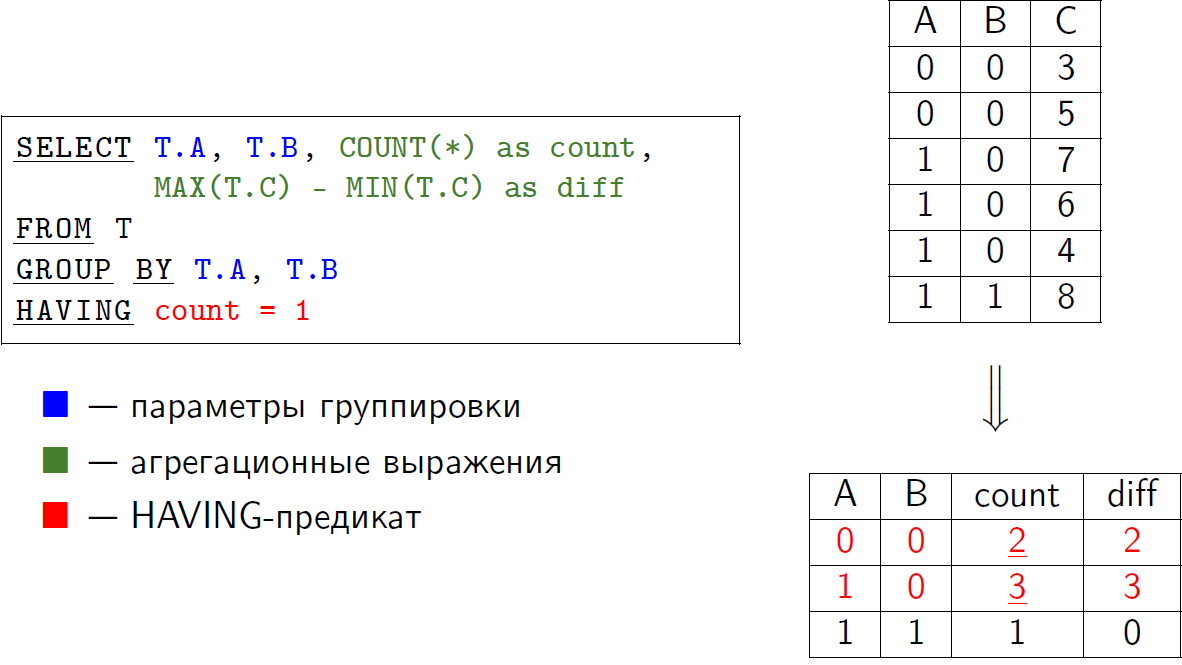 SELECT T.A, T.B, COUNT(*) as count,
MAX(T.C) - MIN(T.C) as diff
FROM T
GROUP BY T.A, T.B
HAVING count = 1
— параметры группировки
— агрегационные выражения
— HAVING-предикат
A B C
0 0 3
0 0 5
1 0 7
1 0 6
1 0 4
1 1 8
⇓
A B count diff
0 0 2 2
1 0 3 3
1 1 1 0